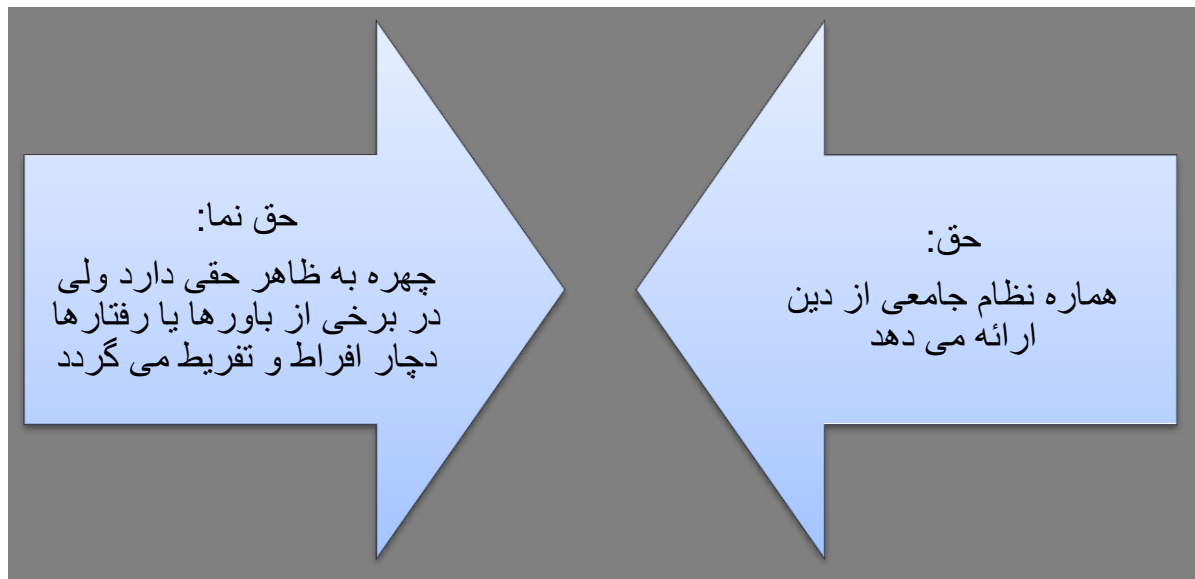 حق:
هماره نظام جامعی از دین
ارائه می دهد
حق نما:
چهره به ظاهر حقی دارد ولی
در برخی از باورها یا رفتارها
دچار افراط و تفریط می گردد